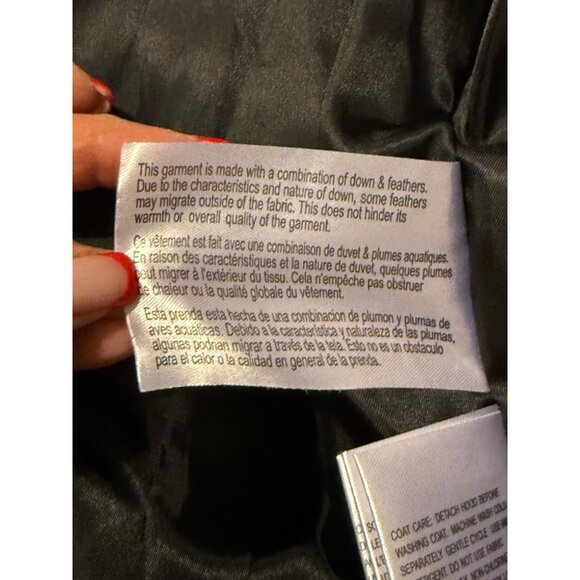 This garment is made with a combination of down & feathers.
Due to the characteristics and nature of down, some feathers
may migrate outside of the fabric. This does not hinder its
warmth or overall quality of the garment.
Ce vêtement est fait avec une combinaison de duvet & plumes aquatiques.
En raison des caractéristiques et la nature de duvet, quelques plumes
peut migrer à l'extérieur du tissu. Cela n'empêche pas obstruer
de chaleur ou la qualité globale du vêtement.
Esta prenda esta hecha de una combinacion de plumon y plumas de
aves acuaticas. Debido a la caracteristica y naturaleza de las plumas,
algunas podrian migrar a través de la tela. Esto no es un obstaculo
para el calor o la calidad en general de la prenda.
COAT CARE: DETACH HOOD BEFORE
WASHING COAT. MACHINE WASH COLD
SEPARATELY. GENTLE CYCLE. USE
DO NOT USE FABRIC
NON-CHLORINE